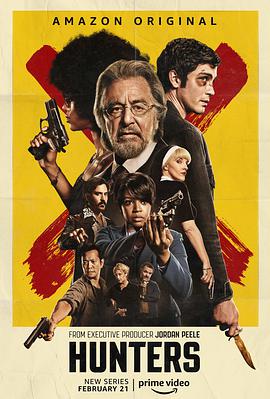 AMAZON ORIGINAL
FROM EXECUTIVE PRODUCER JORDAN PEELE
HUNTERS
NEW SERIES
FEBRUARY 21
prime video